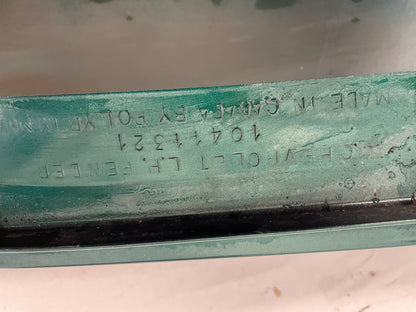 CHEVROLET L.H. FENDER
10411321
MADE IN CANADA BY